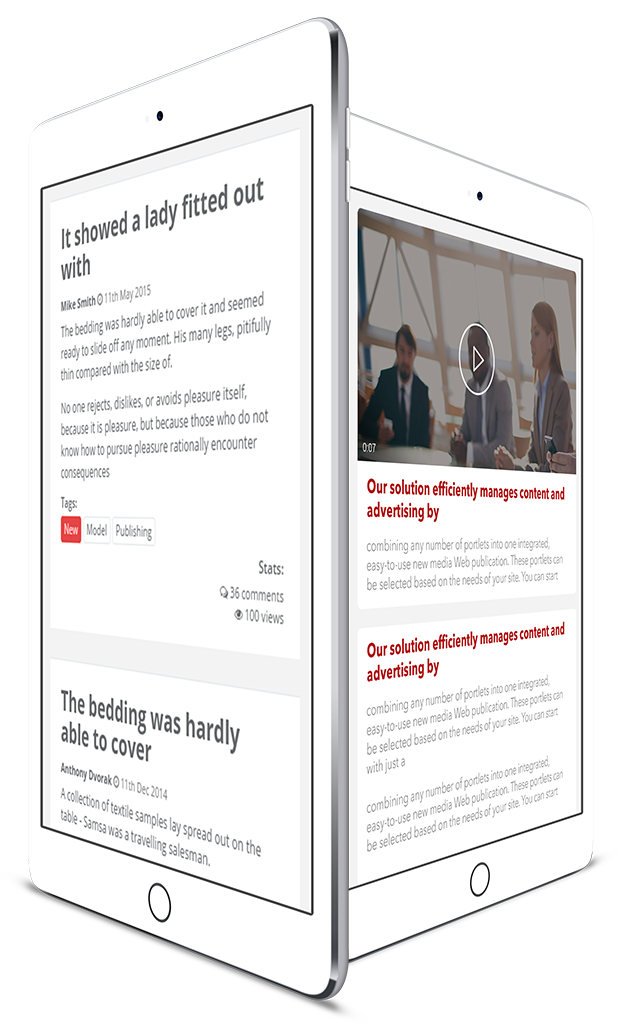 It showed a lady fitted out
with
Mike Smith 11th May 2015
The bedding was hardly able to cover it and seemed
ready to slide off any moment. His many legs, pitifully
thin compared with the size of.
No one rejects, dislikes, or avoids pleasure itself,
because it is pleasure, but because those who do not
know how to pursue pleasure rationally encounter
consequences
Tags:
New Model Publishing
Stats:
36 comments
100 views
The bedding was hardly
able to cover
Anthony Dvorak 11th Dec 2014
A collection of textile samples lay spread out on the
table - Samsa was a travelling salesman.
0:07
Our solution efficiently manages content and
advertising by
combining any number of portlets into one integrated,
easy-to-use new media Web publication. These portlets can
be selected based on the needs of your site. You can start
Our solution efficiently manages content and
advertising by
combining any number of portlets into one integrated,
easy-to-use new media Web publication. These portlets can
be selected based on the needs of your site. You can start
with just a
combining any number of portlets into one integrated,
easy-to-use new media Web publication. These portlets can
be selected based on the needs of your site. You can start